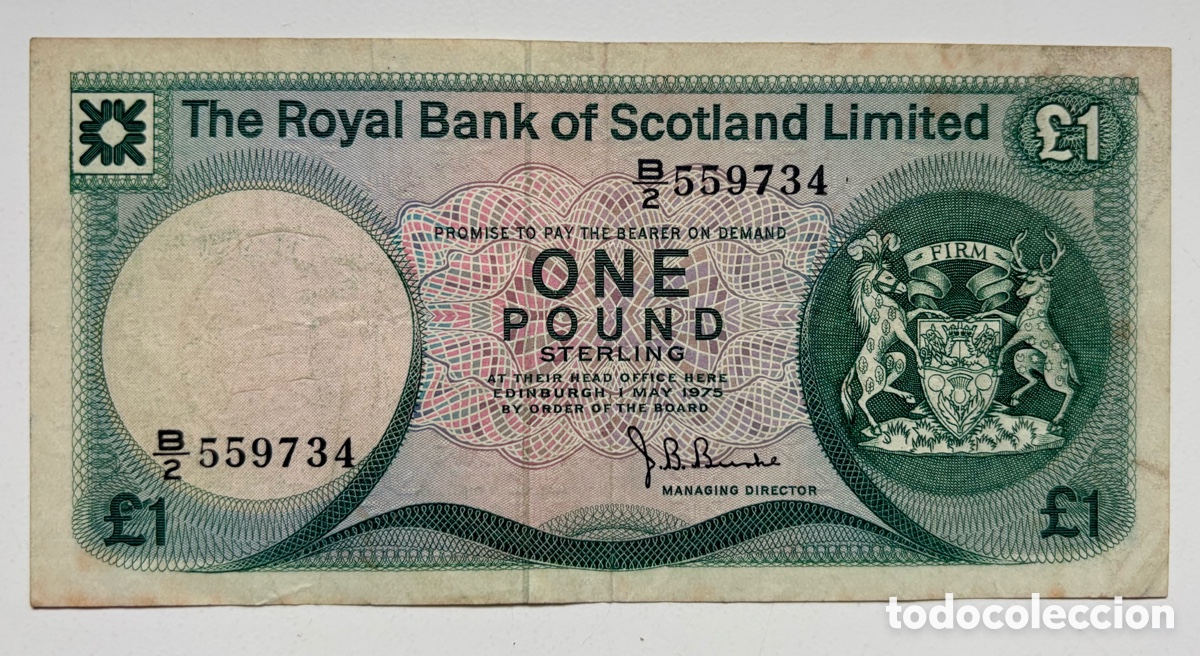 The Royal Bank of Scotland Limited
£1
B/2 559734
PROMISE TO PAY THE BEARER ON DEMAND
ONE
POUND
STERLING
AT THEIR HEAD OFFICE HERE
EDINBURGH, 1 MAY 1975
BY ORDER OF THE BOARD
FIRM
B/2 559734
J. B. Burke
MANAGING DIRECTOR
£1
£1
todocoleccion